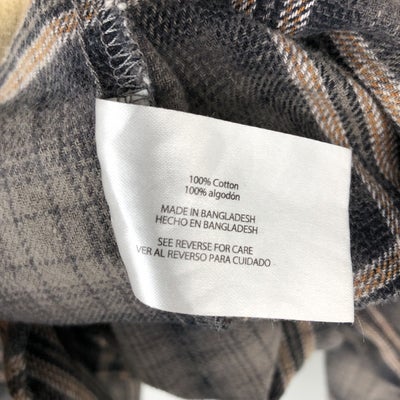 100% Cotton
100% algodón
MADE IN BANGLADESH
HECHO EN BANGLADESH
SEE REVERSE FOR CARE
VER AL REVERSO PARA CUIDADO